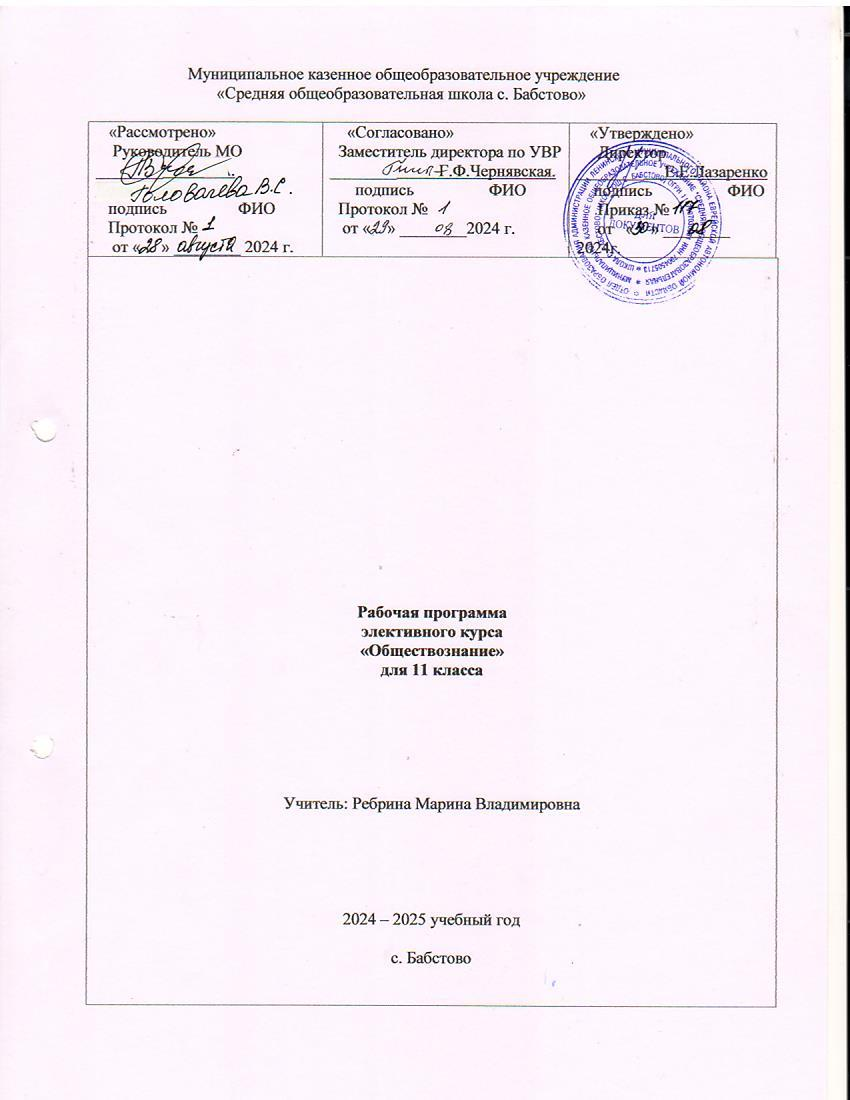 Муниципальное казенное общеобразовательное учреждение
«Средняя общеобразовательная школа с. Бабстово»
«Рассмотрено»
Руководитель МО
подпись ФИО
Протокол № 1
от «28» августа 2024 г.
«Согласовано»
Заместитель директора по УВР
Г.Ф.Чернявская.
подпись ФИО
Протокол № 1
от «29» 08 2024 г.
«Утверждено»
Директор
В.Е.Лазаренко
подпись ФИО
Приказ №
от «30» 08
2024г.
ДЛЯ
ДОКУМЕНТОВ
Рабочая программа
элективного курса
«Обществознание»
для 11 класса
Учитель: Ребрина Марина Владимировна
2024 – 2025 учебный год
с. Бабстово